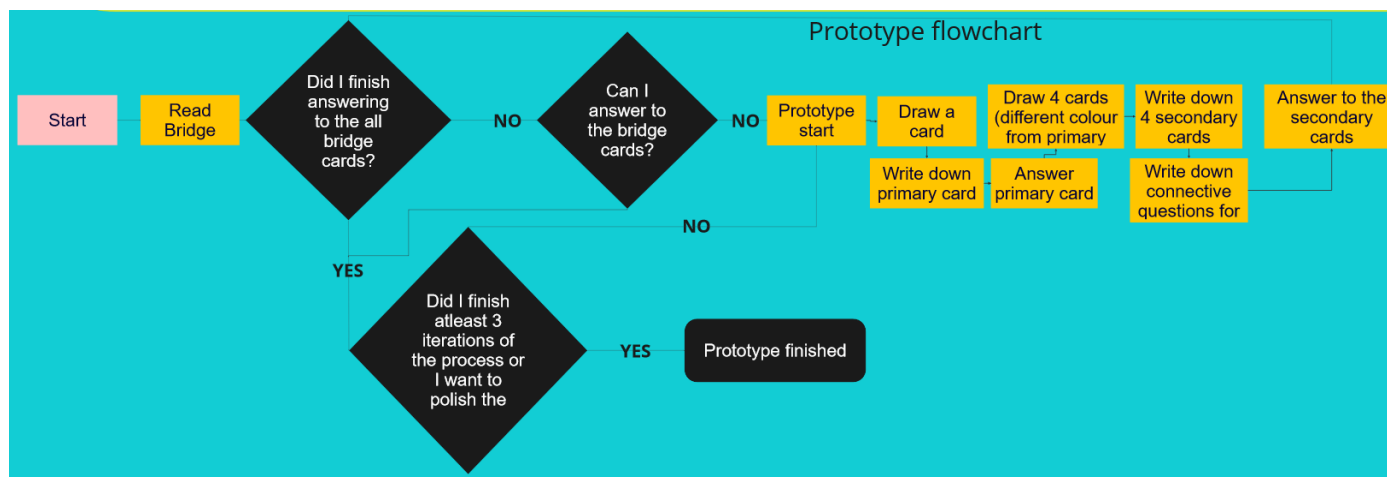 Prototype flowchart
Start
Read
Bridge
Did I finish
answering
to the all
bridge
cards?
NO
Can I
answer to
the bridge
cards?
NO
Prototype
start
Draw a
card
Write down
primary card
Answer
primary card
Draw 4 cards
(different colour
from primary
Write down
4 secondary
cards
Write down
connective
questions for
Answer to the
secondary
cards
NO
YES
Did I finish
atleast 3
iterations of
the process or
I want to
polish the
YES
Prototype finished